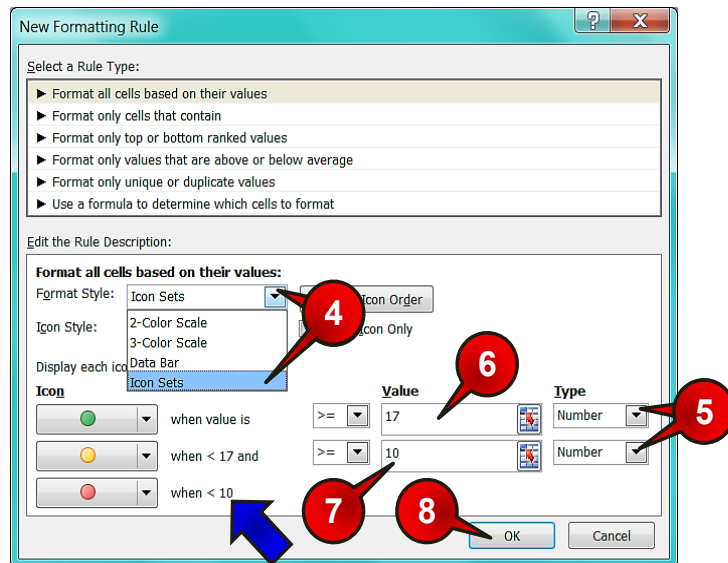 New Formatting Rule
Select a Rule Type:
► Format all cells based on their values
► Format only cells that contain
► Format only top or bottom ranked values
► Format only values that are above or below average
► Format only unique or duplicate values
► Use a formula to determine which cells to format
Edit the Rule Description:
Format all cells based on their values:
Format Style: Icon Sets 4 Icon Order
Icon Style: 2-Color Scale Icon Only
3-Color Scale
Display each ico Data Bar 6
Icon Sets
Icon Value Type
when value is >= 17 Number 5
when < 17 and >= 10 Number
when < 10 7 8
OK Cancel